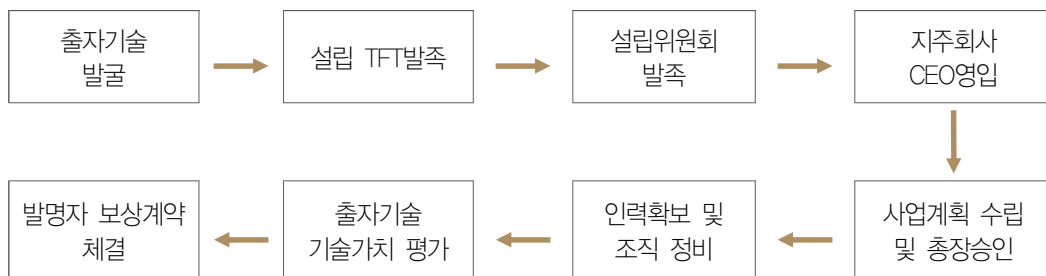 출자기술
발굴
설립 TFT발족
설립위원회
발족
지주회사
CEO영입
사업계획 수립
및 총장승인
인력확보 및
조직 정비
출자기술
기술가치 평가
발명자 보상계약
체결